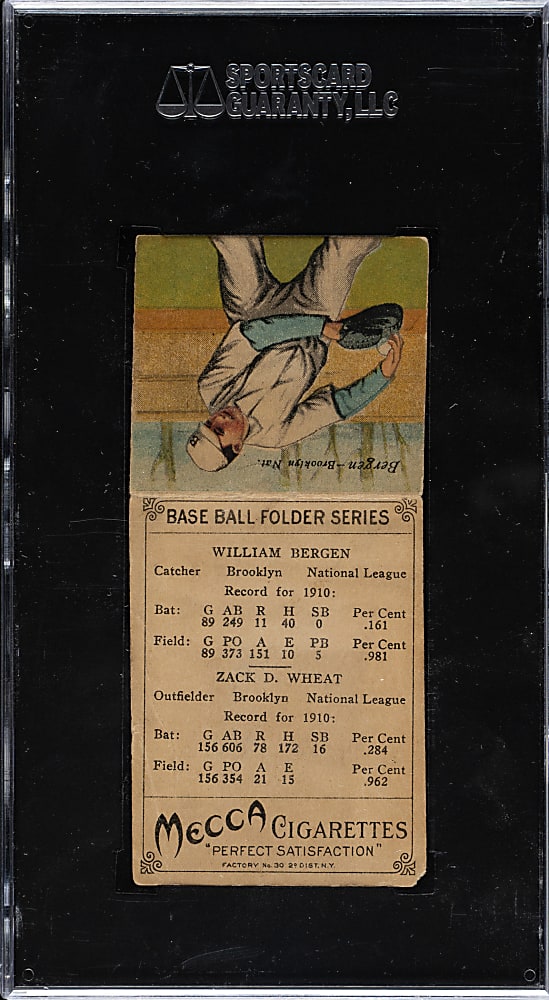 SPORTSCARD
GUARANTY, LLC
Bergen—Brooklyn Nat.
BASE BALL FOLDER SERIES
WILLIAM BERGEN
Catcher Brooklyn National League
Record for 1910:
Bat: G AB R H SB Per Cent
89 249 11 40 0 .161
Field: G PO A E PB Per Cent
89 373 151 10 5 .981
ZACK D. WHEAT
Outfielder Brooklyn National League
Record for 1910:
Bat: G AB R H SB Per Cent
156 606 78 172 16 .284
Field: G PO A E Per Cent
156 354 21 15 .962
MECCA CIGARETTES
"PERFECT SATISFACTION"
FACTORY No. 30 2D DIST. N.Y.